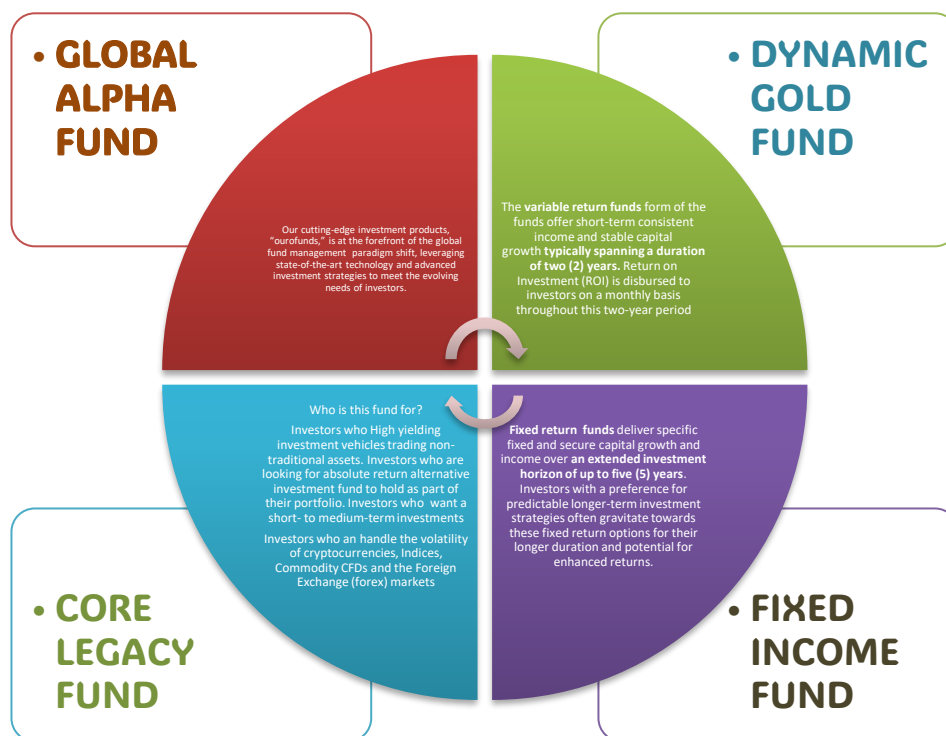 • GLOBAL
ALPHA
FUND
• DYNAMIC
GOLD
FUND
Our cutting-edge investment products,
"ourofunds," is at the forefront of the global
fund management paradigm shift, leveraging
state-of-the-art technology and advanced
investment strategies to meet the evolving
needs of investors.
The variable return funds form of the
funds offer short-term consistent
income and stable capital
growth typically spanning a duration
of two (2) years. Return on
Investment (ROI) is disbursed to
investors on a monthly basis
throughout this two-year period
Who is this fund for?
Investors who High yielding
investment vehicles trading non-
traditional assets. Investors who are
looking for absolute return alternative
investment fund to hold as part of
their portfolio. Investors who want a
short- to medium-term investments
Investors who an handle the volatility
of cryptocurrencies, Indices,
Commodity CFDs and the Foreign
Exchange (forex) markets
Fixed return funds deliver specific
fixed and secure capital growth and
income over an extended investment
horizon of up to five (5) years.
Investors with a preference for
predictable longer-term investment
strategies often gravitate towards
these fixed return options for their
longer duration and potential for
enhanced returns.
• CORE
LEGACY
FUND
• FIXED
INCOME
FUND